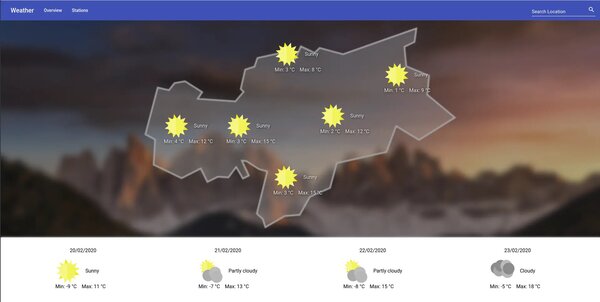 Weather Overview Stations Search Location
Sunny
Min: 3 °C Max: 8 °C
Sunny
Min: 1 °C Max: 9 °C
Sunny
Min: 2 °C Max: 12 °C
Sunny
Min: 4 °C Max: 12 °C
Sunny
Min: 3 °C Max: 15 °C
Sunny
Min: 3 °C Max: 15 °C
20/02/2020
Sunny
Min: -9 °C Max: 11 °C
21/02/2020
Partly cloudy
Min: -7 °C Max: 13 °C
22/02/2020
Partly cloudy
Min: -8 °C Max: 15 °C
23/02/2020
Cloudy
Min: -5 °C Max: 18 °C